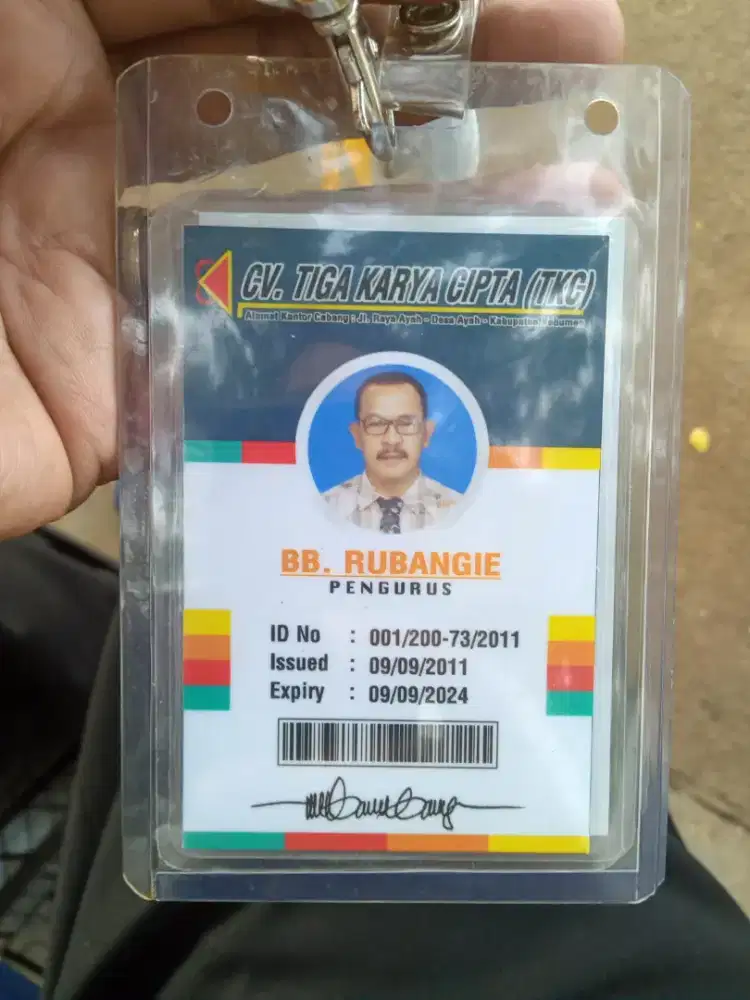 CV. TIGA KARYA CIPTA (TKC)
Alamat Kantor Cabang : Jl. Raya Ayah - Desa Ayah - Kabupaten Kebumen
BB. RUBANGIE
PENGURUS
ID No : 001/200-73/2011
Issued : 09/09/2011
Expiry : 09/09/2024